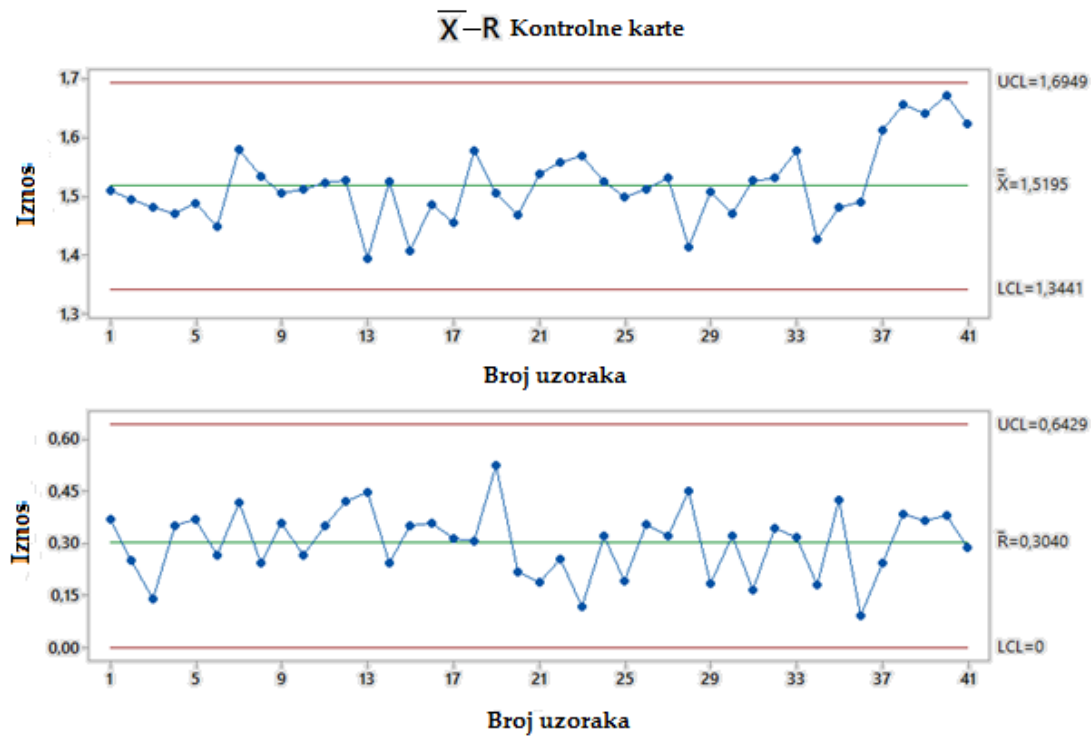 X̅–R Kontrolne karte
1,7
1,6
1,5
1,4
1,3
Iznos
UCL=1,6949
X̿=1,5195
LCL=1,3441
1 5 9 13 17 21 25 29 33 37 41
Broj uzoraka
0,60
0,45
0,30
0,15
0,00
Iznos
UCL=0,6429
R̅=0,3040
LCL=0
1 5 9 13 17 21 25 29 33 37 41
Broj uzoraka